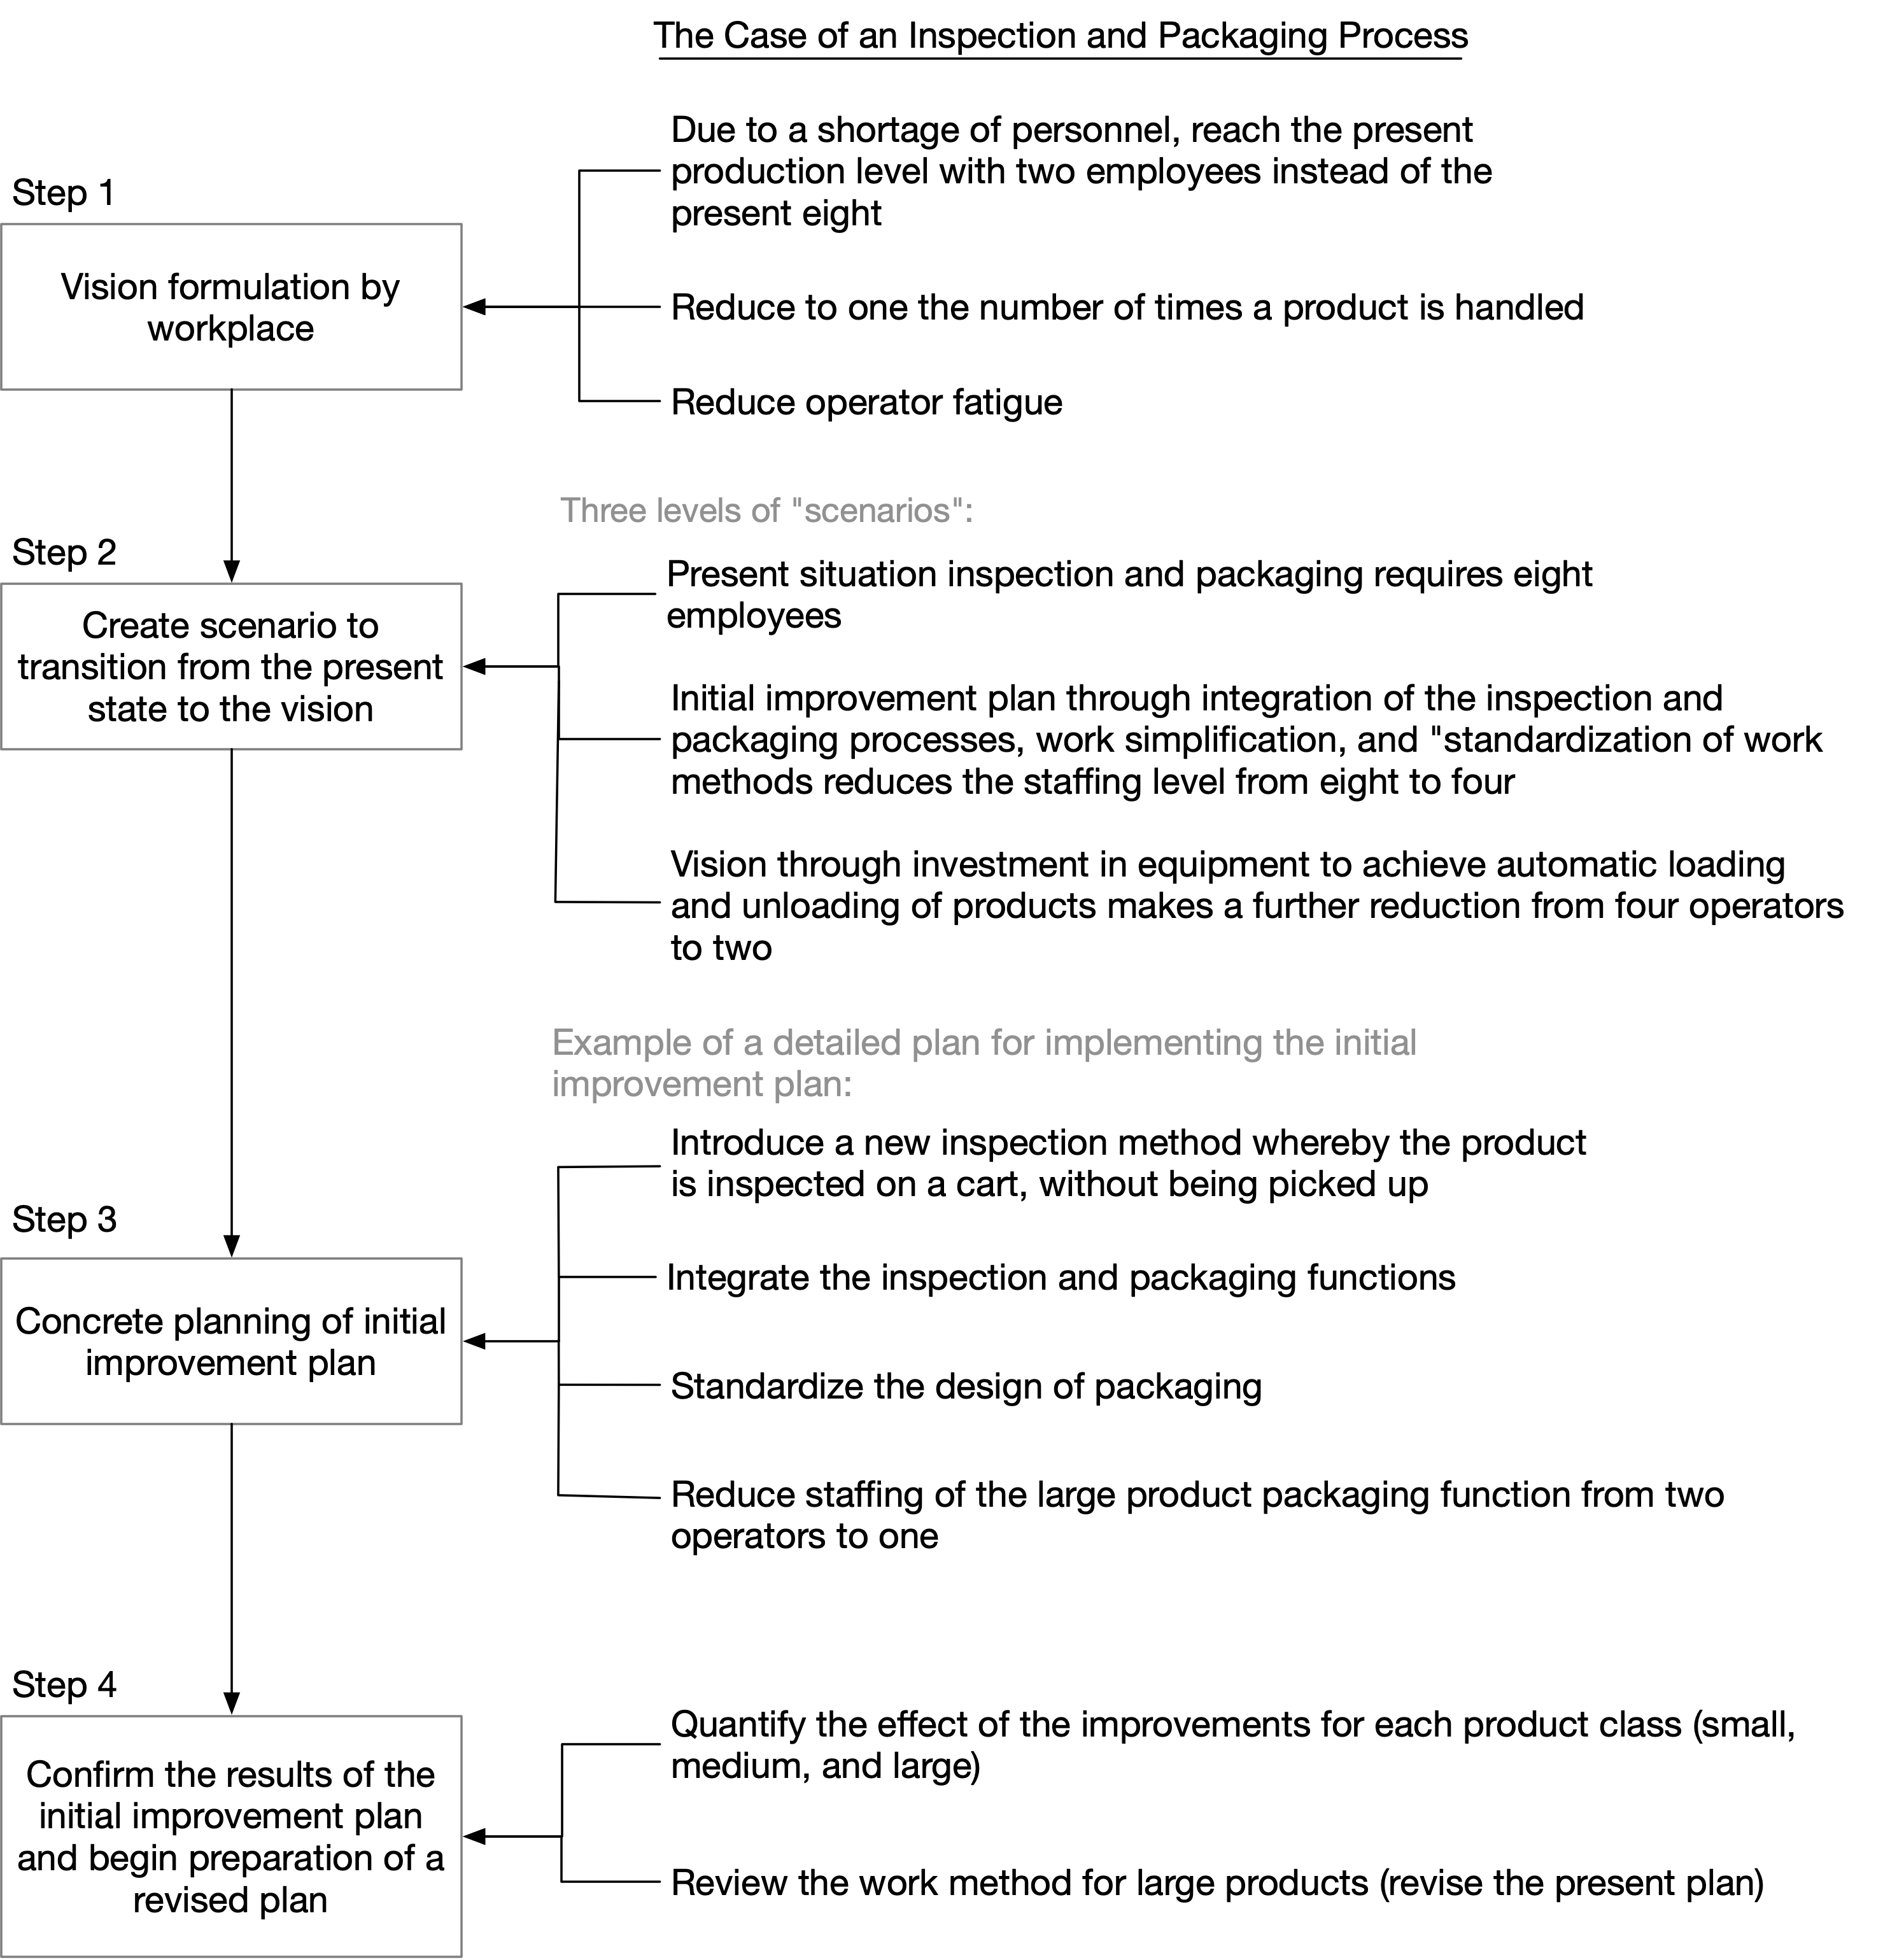 The Case of an Inspection and Packaging Process
Step 1
Vision formulation by
workplace
Due to a shortage of personnel, reach the present
production level with two employees instead of the
present eight
Reduce to one the number of times a product is handled
Reduce operator fatigue
Step 2
Create scenario to
transition from the present
state to the vision
Three levels of "scenarios":
Present situation inspection and packaging requires eight
employees
Initial improvement plan through integration of the inspection and
packaging processes, work simplification, and "standardization of work
methods reduces the staffing level from eight to four
Vision through investment in equipment to achieve automatic loading
and unloading of products makes a further reduction from four operators
to two
Step 3
Concrete planning of initial
improvement plan
Example of a detailed plan for implementing the initial
improvement plan:
Introduce a new inspection method whereby the product
is inspected on a cart, without being picked up
Integrate the inspection and packaging functions
Standardize the design of packaging
Reduce staffing of the large product packaging function from two
operators to one
Step 4
Confirm the results of the
initial improvement plan
and begin preparation of a
revised plan
Quantify the effect of the improvements for each product class (small,
medium, and large)
Review the work method for large products (revise the present plan)